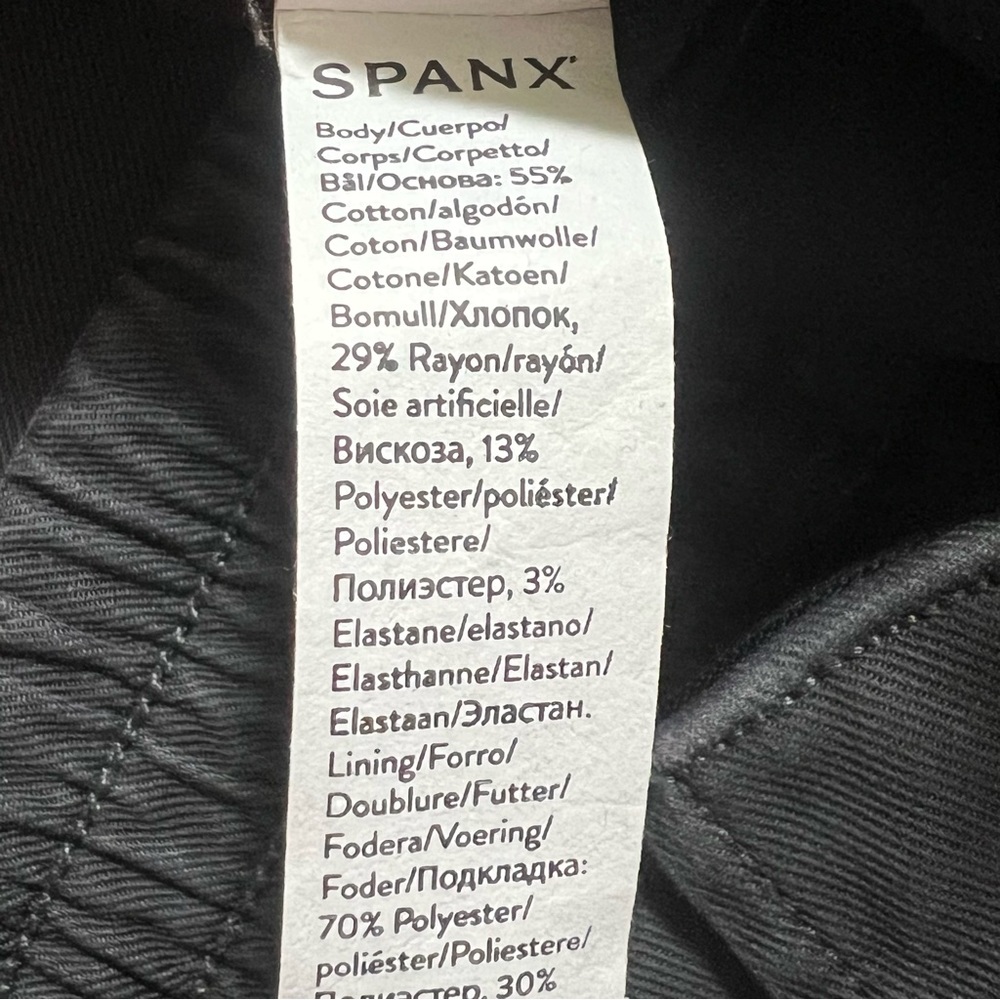 SPANX
Body/Cuerpo/
Corps/Corpetto/
Bål/Основа: 55%
Cotton/algodón/
Coton/Baumwolle/
Cotone/Katoen/
Bomull/Хлопок,
29% Rayon/rayón/
Soie artificielle/
Вискоза, 13%
Polyester/poliéster/
Poliestere/
Полиэстер, 3%
Elastane/elastano/
Elasthanne/Elastan/
Elastaan/Эластан.
Lining/Forro/
Doublure/Futter/
Fodera/Voering/
Foder/Подкладка:
70% Polyester/
poliéster/Poliestere/
Полиэстер, 30%